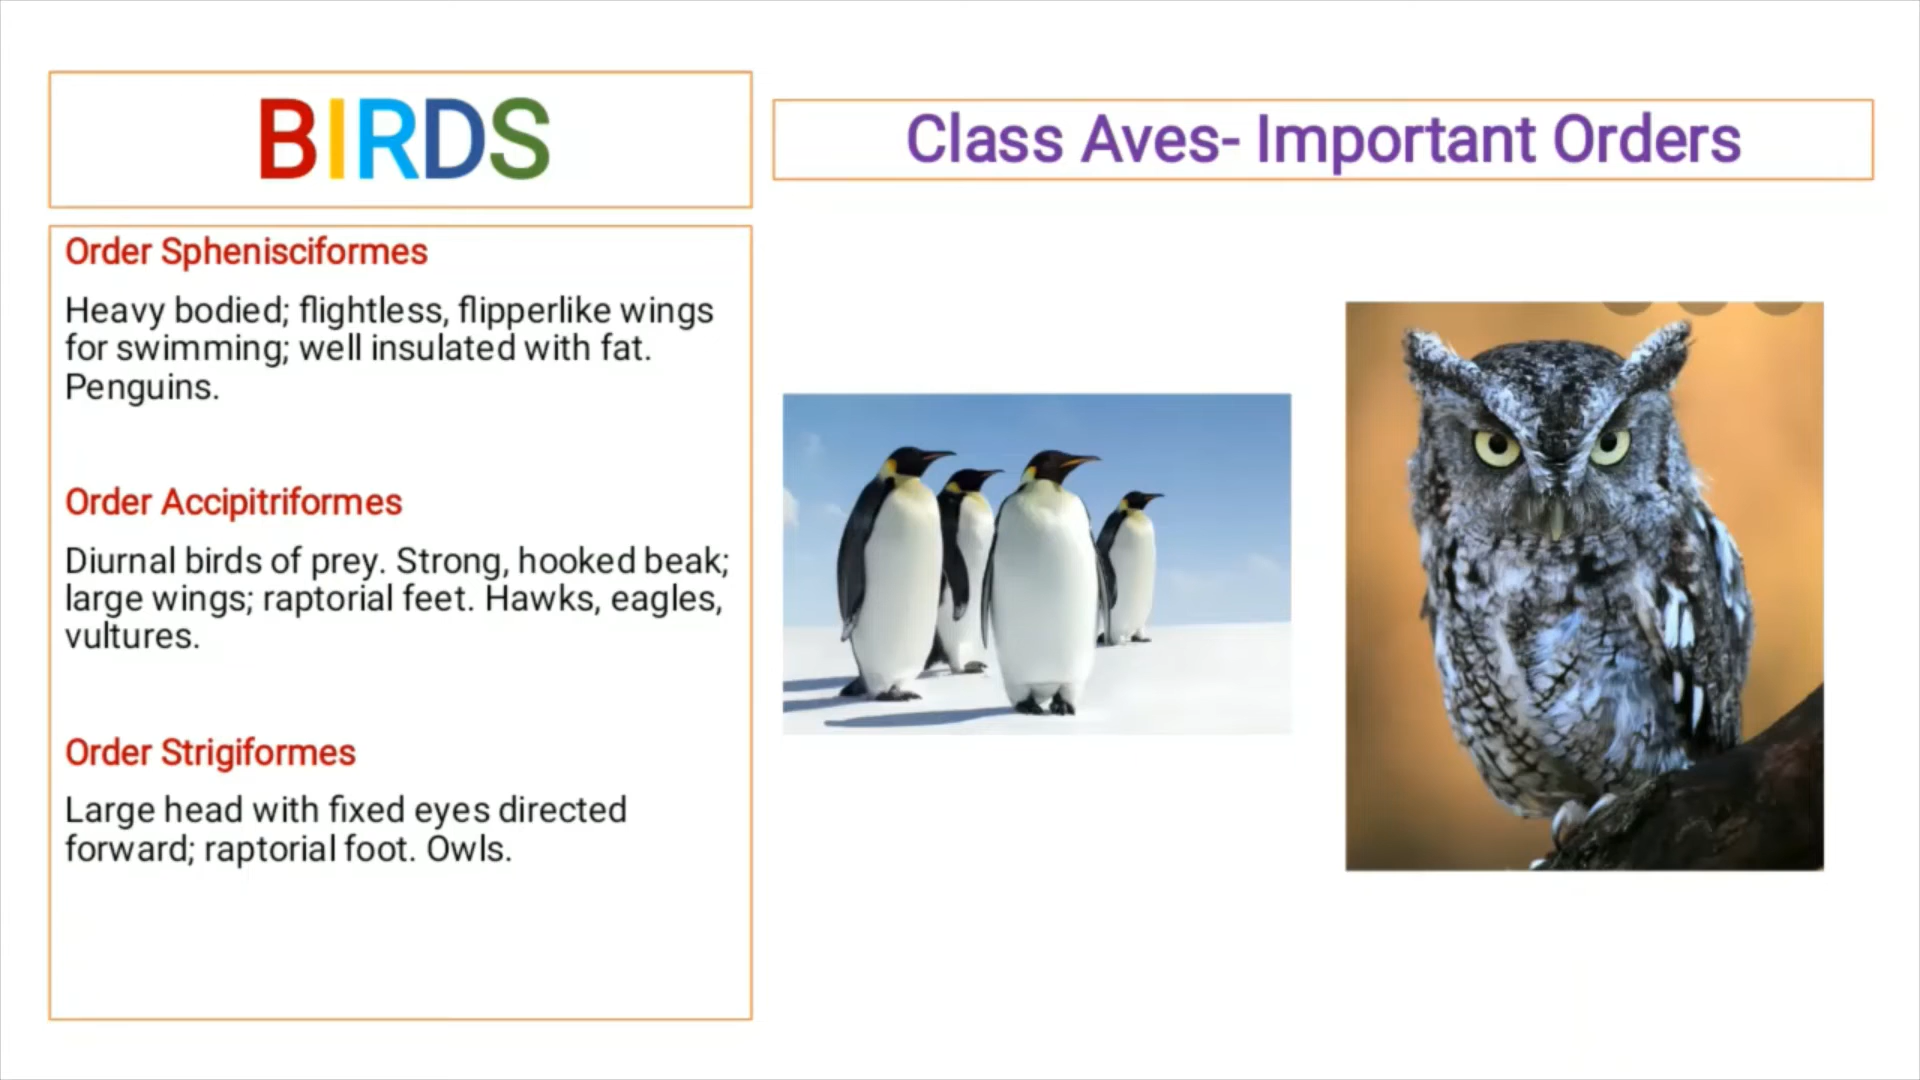 BIRDS
Class Aves- Important Orders
Order Sphenisciformes
Heavy bodied; flightless, flipperlike wings
for swimming; well insulated with fat.
Penguins.
Order Accipitriformes
Diurnal birds of prey. Strong, hooked beak;
large wings; raptorial feet. Hawks, eagles,
vultures.
Order Strigiformes
Large head with fixed eyes directed
forward; raptorial foot. Owls.